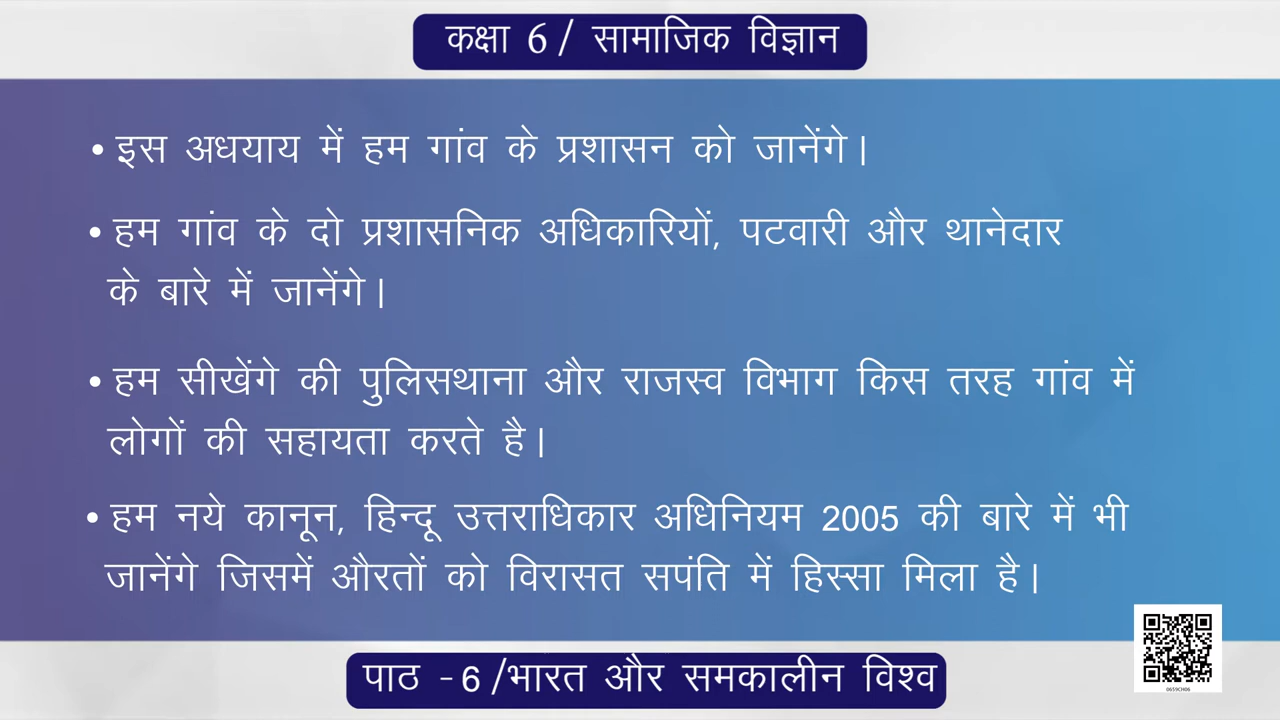 कक्षा 6 / सामाजिक विज्ञान
• इस अधयाय में हम गांव के प्रशासन को जानेंगे।
• हम गांव के दो प्रशासनिक अधिकारियों, पटवारी और थानेदार
के बारे में जानेंगे।
• हम सीखेंगे की पुलिसथाना और राजस्व विभाग किस तरह गांव में
लोगों की सहायता करते है।
• हम नये कानून, हिन्दू उत्तराधिकार अधिनियम 2005 की बारे में भी
जानेंगे जिसमें औरतों को विरासत सपंति में हिस्सा मिला है।
0659CH06
पाठ -6 /भारत और समकालीन विश्व